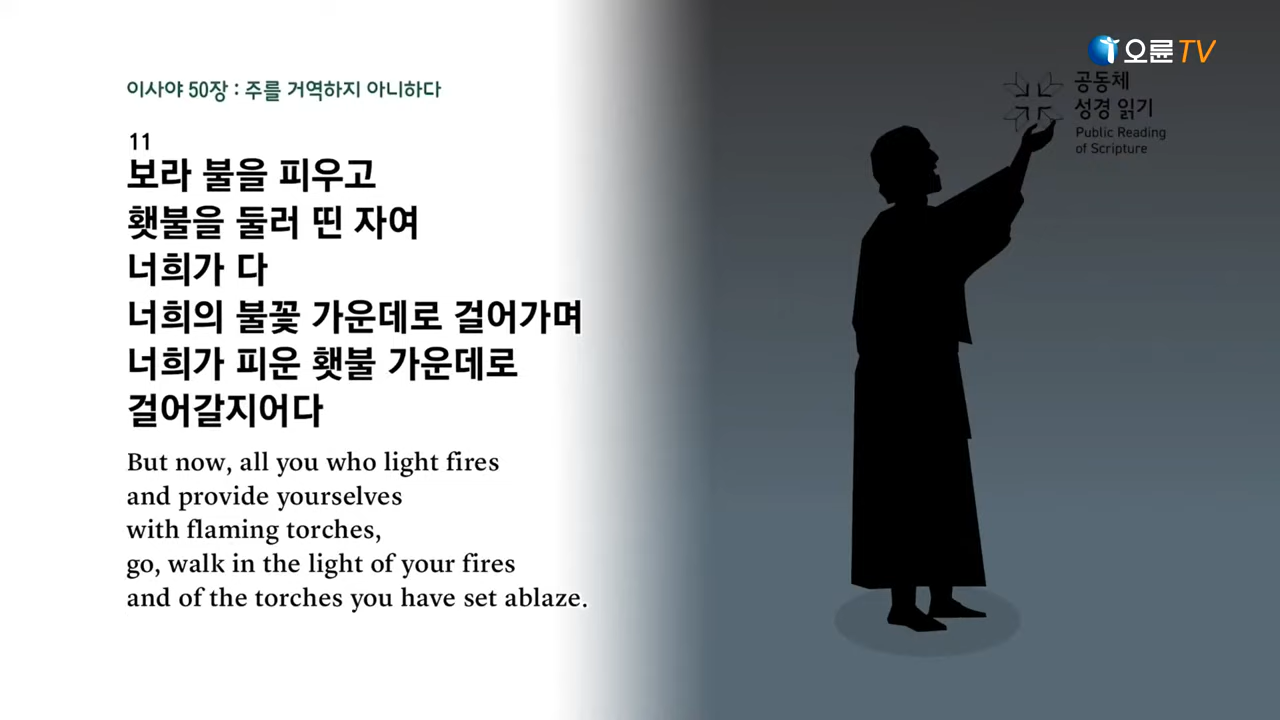 오륜TV
공동체
성경 읽기
Public Reading
of Scripture
이사야 50장 : 주를 거역하지 아니하다
11
보라 불을 피우고
횃불을 둘러 띤 자여
너희가 다
너희의 불꽃 가운데로 걸어가며
너희가 피운 횃불 가운데로
걸어갈지어다
But now, all you who light fires
and provide yourselves
with flaming torches,
go, walk in the light of your fires
and of the torches you have set ablaze.